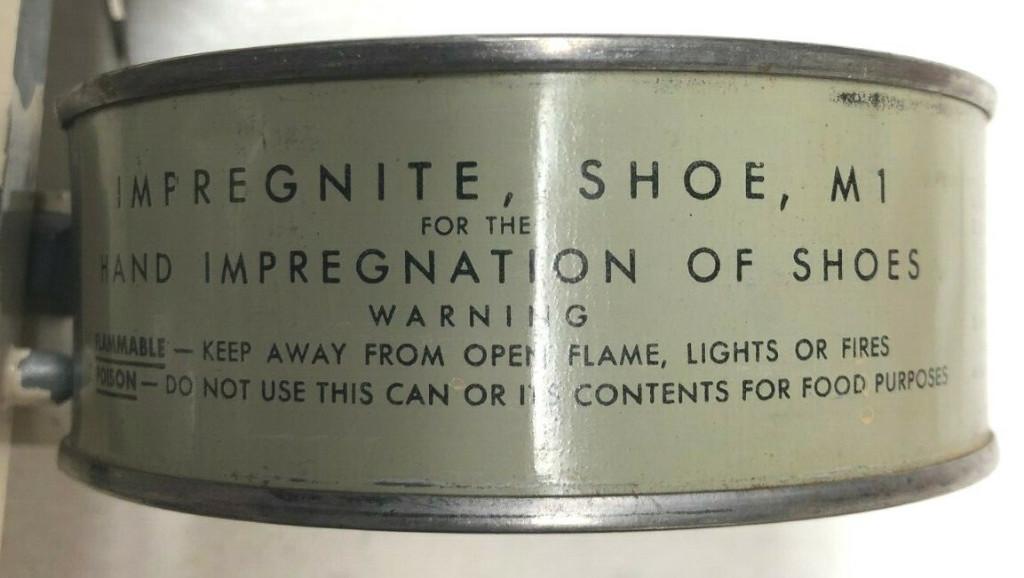 IMPREGNITE, SHOE, M1
FOR THE
HAND IMPREGNATION OF SHOES
WARNING
FLAMMABLE — KEEP AWAY FROM OPEN FLAME, LIGHTS OR FIRES
POISON — DO NOT USE THIS CAN OR ITS CONTENTS FOR FOOD PURPOSES